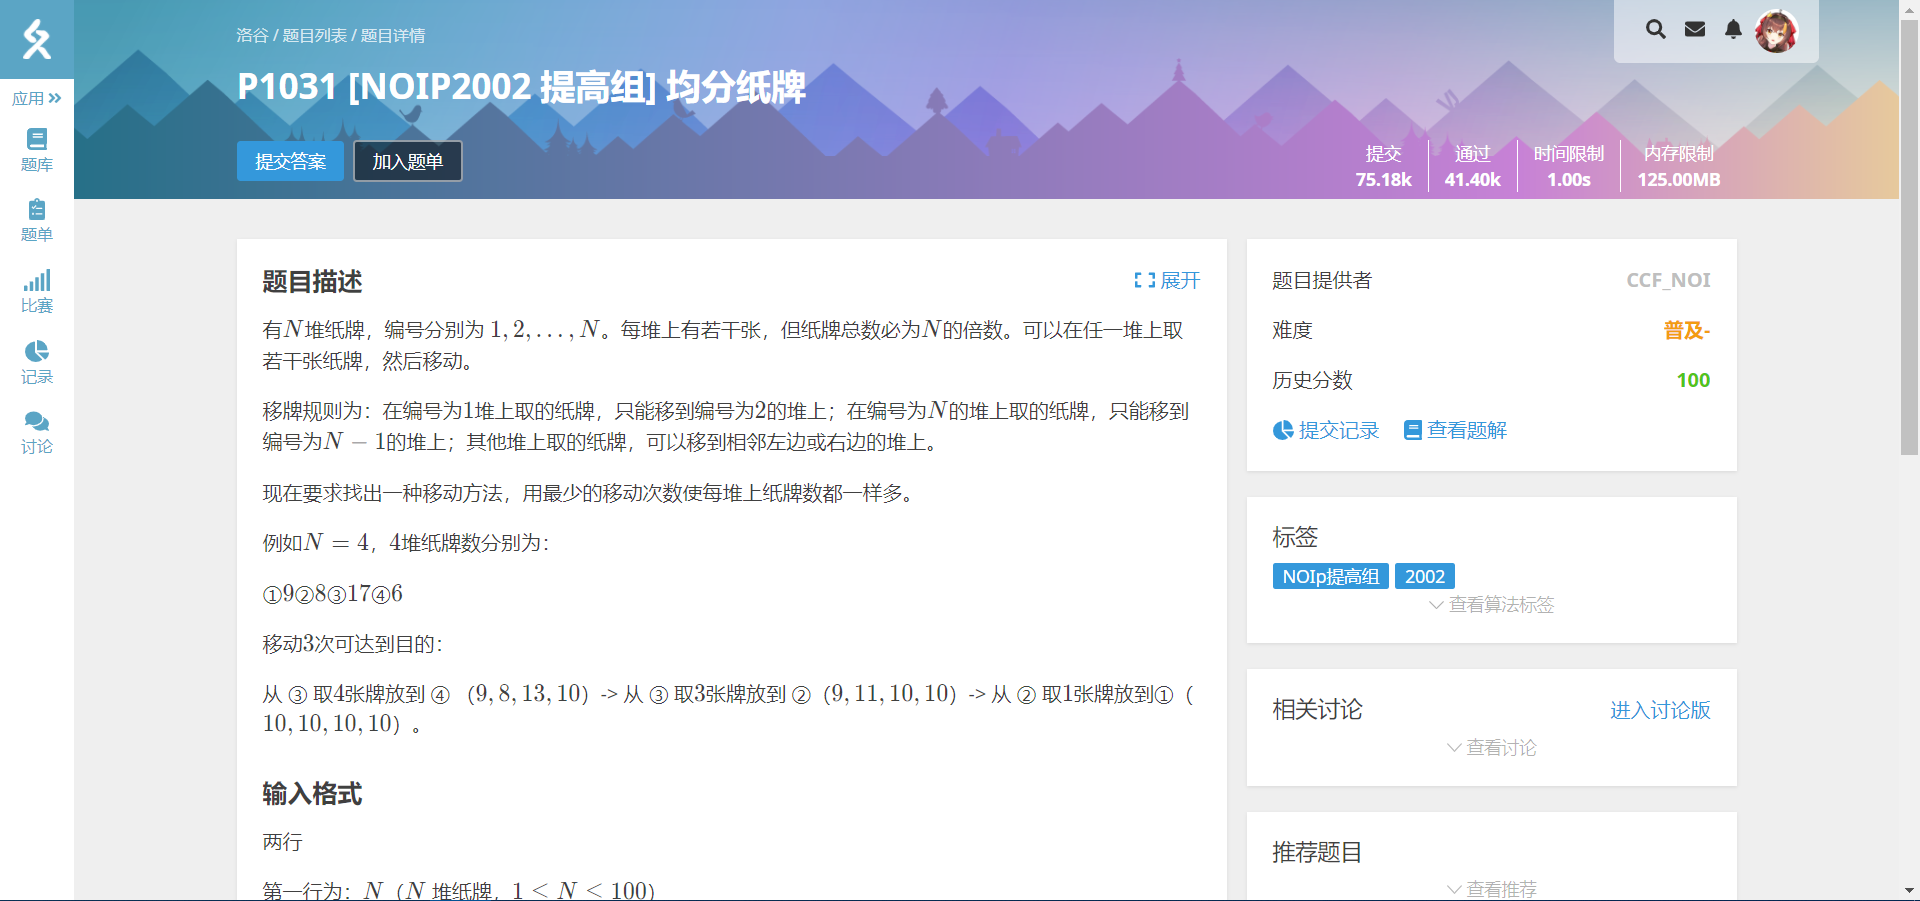 洛谷 / 题目列表 / 题目详情
P1031 [NOIP2002 提高组] 均分纸牌
提交答案 加入题单
提交 通过 时间限制 内存限制
75.18k 41.40k 1.00s 125.00MB
应用
题库
题单
比赛
记录
讨论
题目描述 展开
有N堆纸牌，编号分别为 1, 2, . . . , N。每堆上有若干张，但纸牌总数必为N的倍数。可以在任一堆上取
若干张纸牌，然后移动。
移牌规则为：在编号为1堆上取的纸牌，只能移到编号为2的堆上；在编号为N的堆上取的纸牌，只能移到
编号为N − 1的堆上；其他堆上取的纸牌，可以移到相邻左边或右边的堆上。
现在要求找出一种移动方法，用最少的移动次数使每堆上纸牌数都一样多。
例如N = 4，4堆纸牌数分别为：
①9②8③17④6
移动3次可达到目的：
从 ③ 取4张牌放到 ④ （9, 8, 13, 10）-> 从 ③ 取3张牌放到 ②（9, 11, 10, 10）-> 从 ② 取1张牌放到①（
10, 10, 10, 10）。
输入格式
两行
第一行为：N（N 堆纸牌，1 < N < 100）
题目提供者 CCF_NOI
难度 普及-
历史分数 100
提交记录 查看题解
标签
NOIp提高组 2002
查看算法标签
相关讨论 进入讨论版
查看讨论
推荐题目
查看推荐